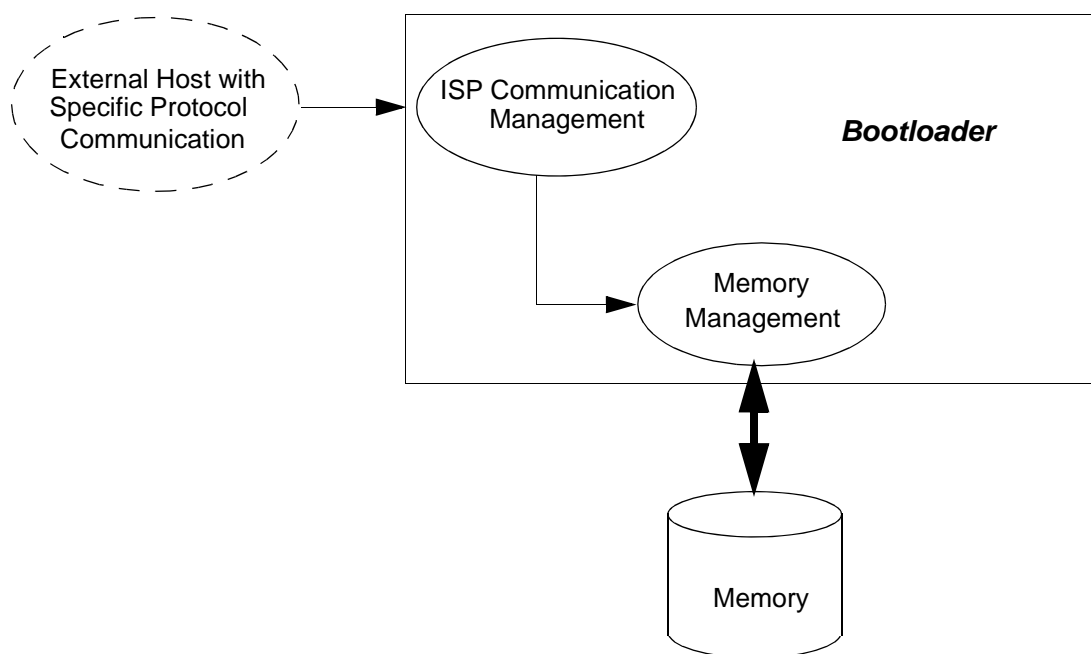 External Host with
Specific Protocol
Communication
ISP Communication
Management
Bootloader
Memory
Management
Memory